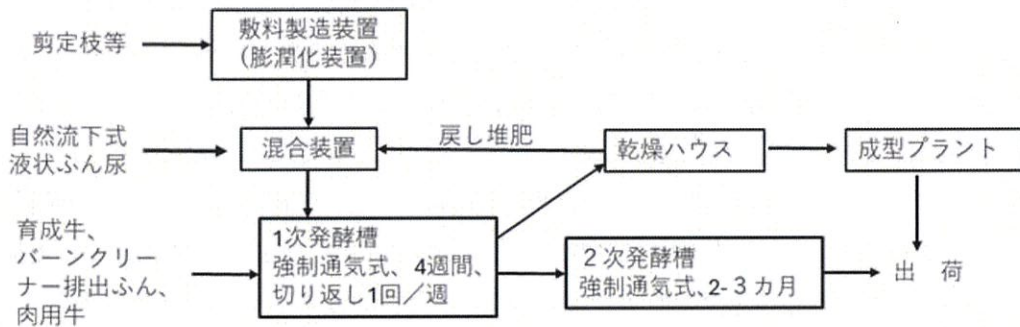 剪定枝等
敷料製造装置
(膨潤化装置)
自然流下式
液状ふん尿
混合装置
戻し堆肥
乾燥ハウス
成型プラント
育成牛、
バーンクリー
ナー排出ふん、
肉用牛
1次発酵槽
強制通気式、4週間、
切り返し1回／週
２次発酵槽
強制通気式、2-３カ月
出　荷